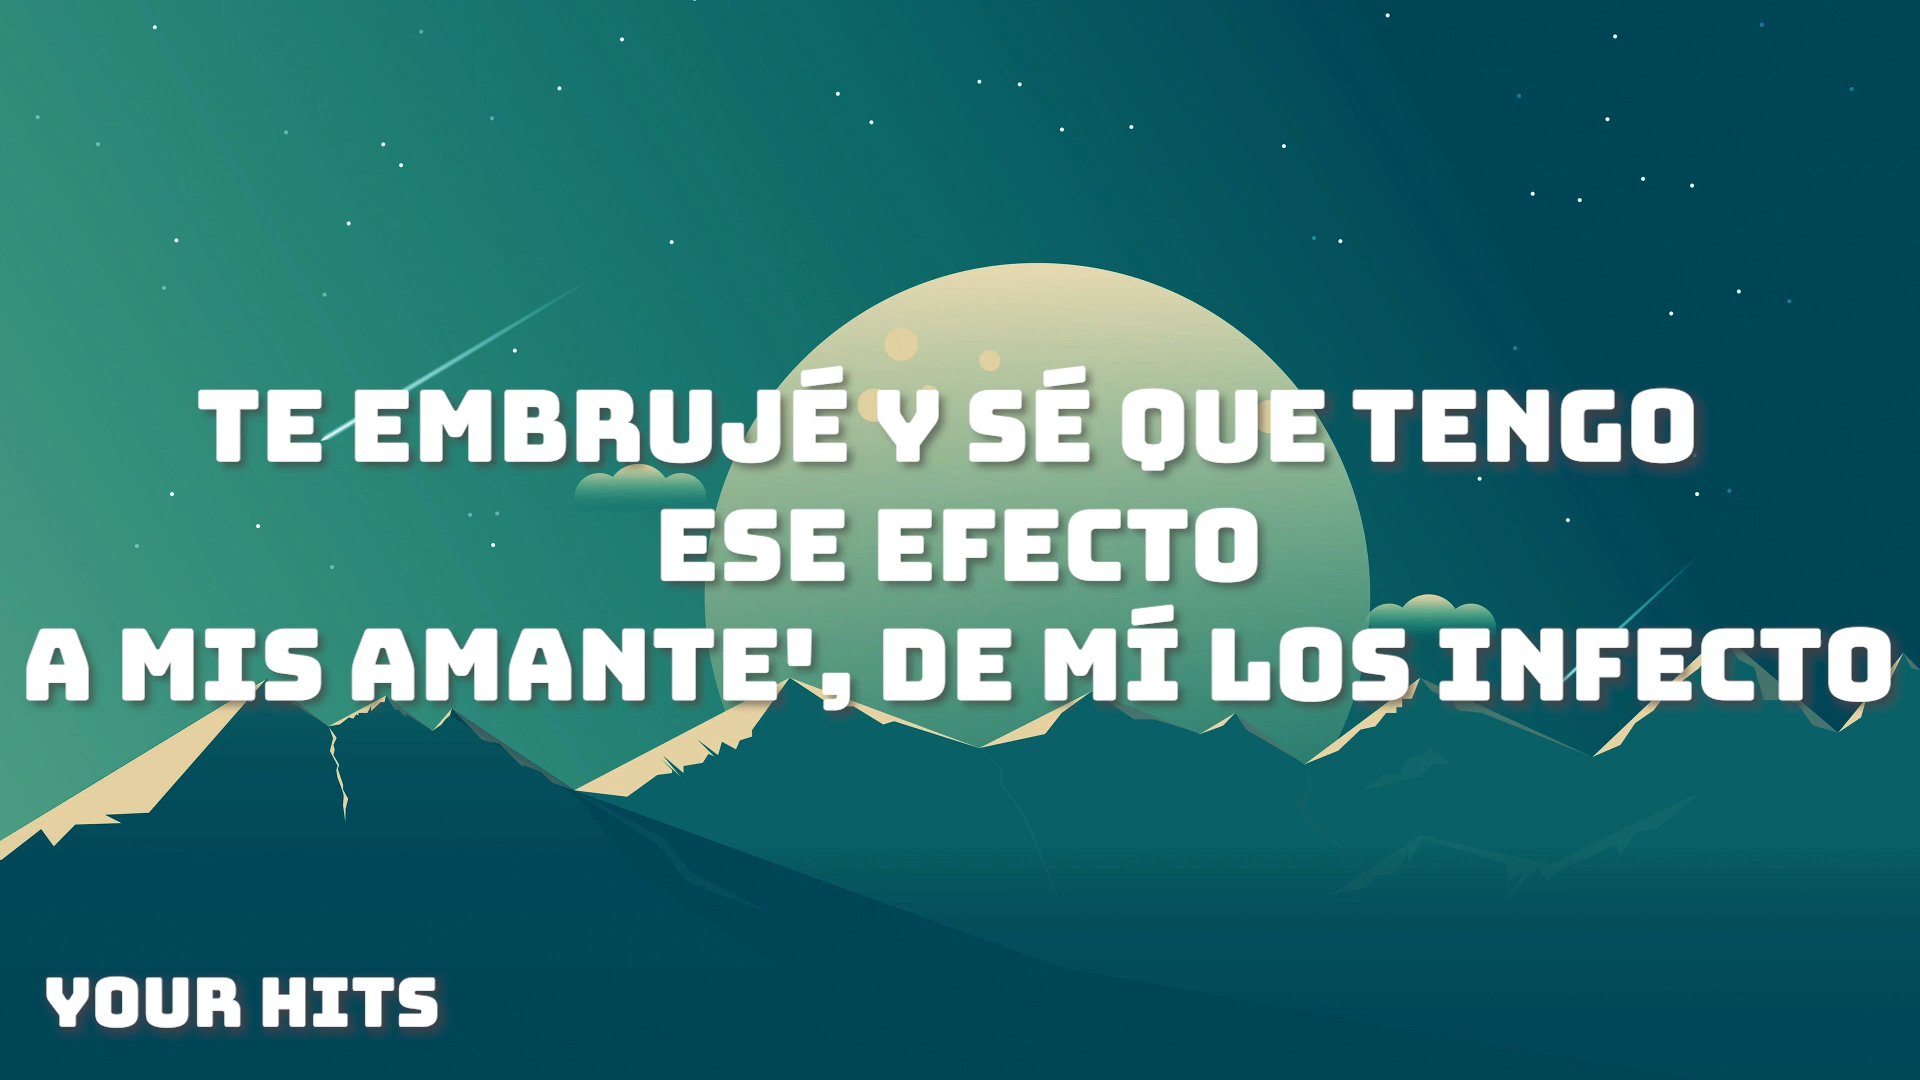 TE EMBRUJÉ Y SÉ QUE TENGO
ESE EFECTO
A MIS AMANTE', DE MÍ LOS INFECTO
YOUR HITS